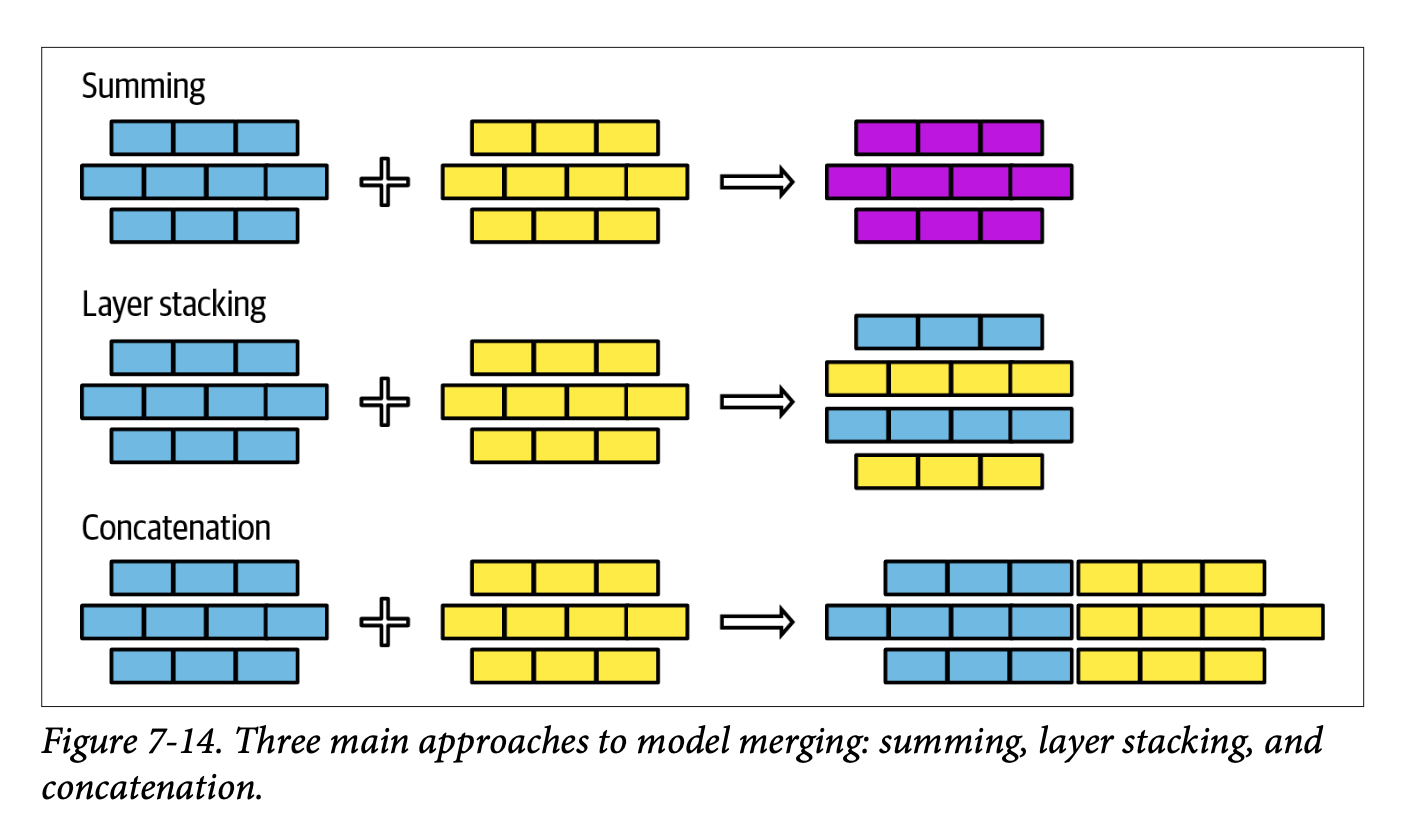 Summing
Layer stacking
Concatenation
Figure 7-14. Three main approaches to model merging: summing, layer stacking, and
concatenation.